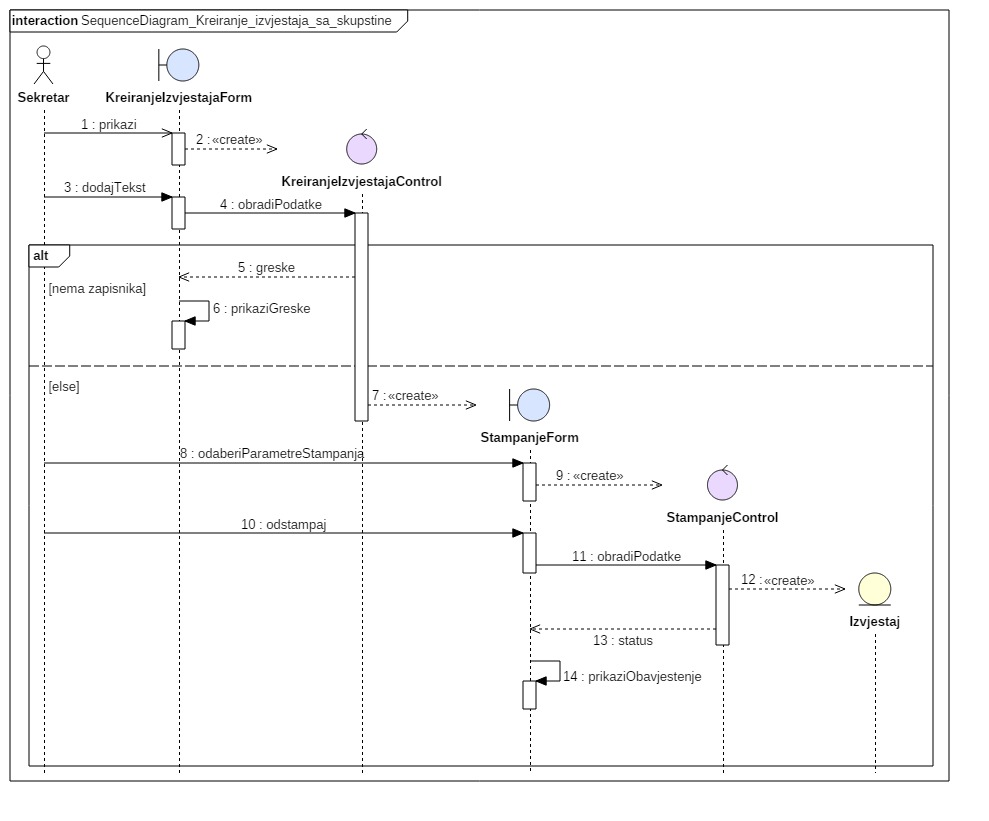 interaction SequenceDiagram_Kreiranje_izvjestaja_sa_skupstine
Sekretar
KreiranjeIzvjestajaForm
1 : prikazi
2 : «create»
KreiranjeIzvjestajaControl
3 : dodajTekst
4 : obradiPodatke
alt
5 : greske
[nema zapisnika]
6 : prikaziGreske
[else]
7 : «create»
StampanjeForm
8 : odaberiParametreStampanja
9 : «create»
StampanjeControl
10 : odstampaj
11 : obradiPodatke
12 : «create»
Izvjestaj
13 : status
14 : prikaziObavjestenje